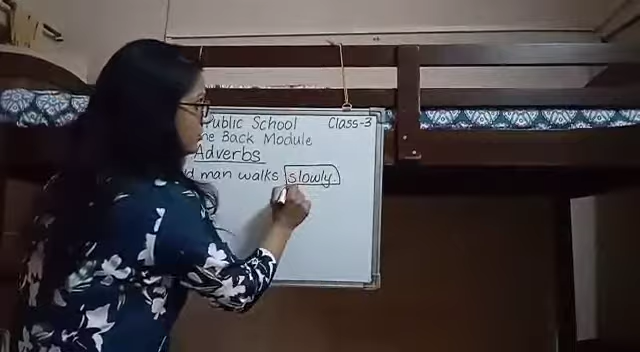 Public School Class-3
Back Module
Adverbs
man walks slowly.